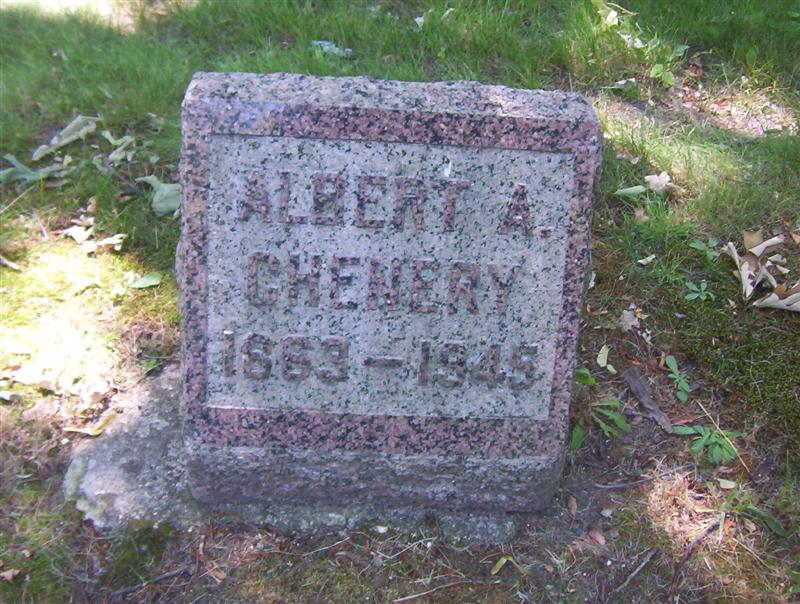 ALBERT A.
CHENERY
1863 — 1945